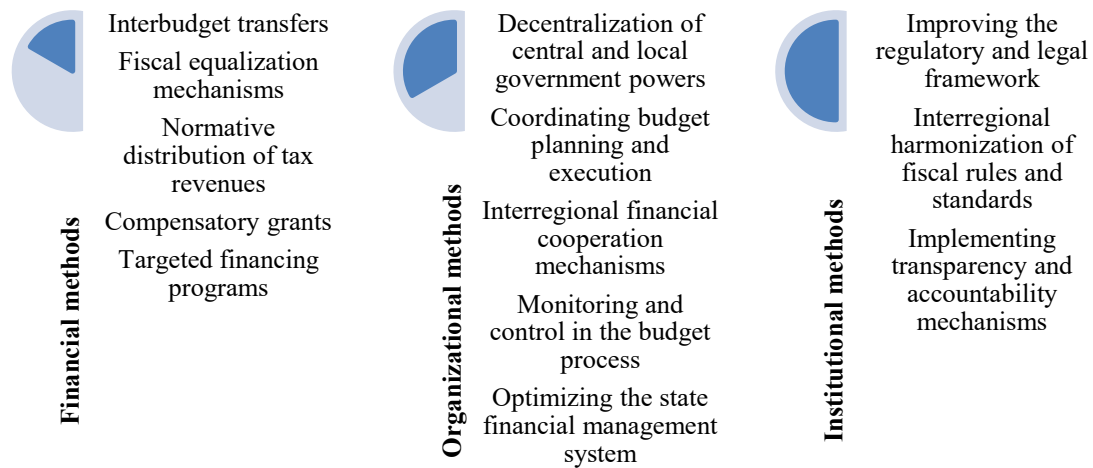 Financial methods
Interbudget transfers
Fiscal equalization
mechanisms
Normative
distribution of tax
revenues
Compensatory grants
Targeted financing
programs
Organizational methods
Decentralization of
central and local
government powers
Coordinating budget
planning and
execution
Interregional financial
cooperation
mechanisms
Monitoring and
control in the budget
process
Optimizing the state
financial management
system
Institutional methods
Improving the
regulatory and legal
framework
Interregional
harmonization of
fiscal rules and
standards
Implementing
transparency and
accountability
mechanisms